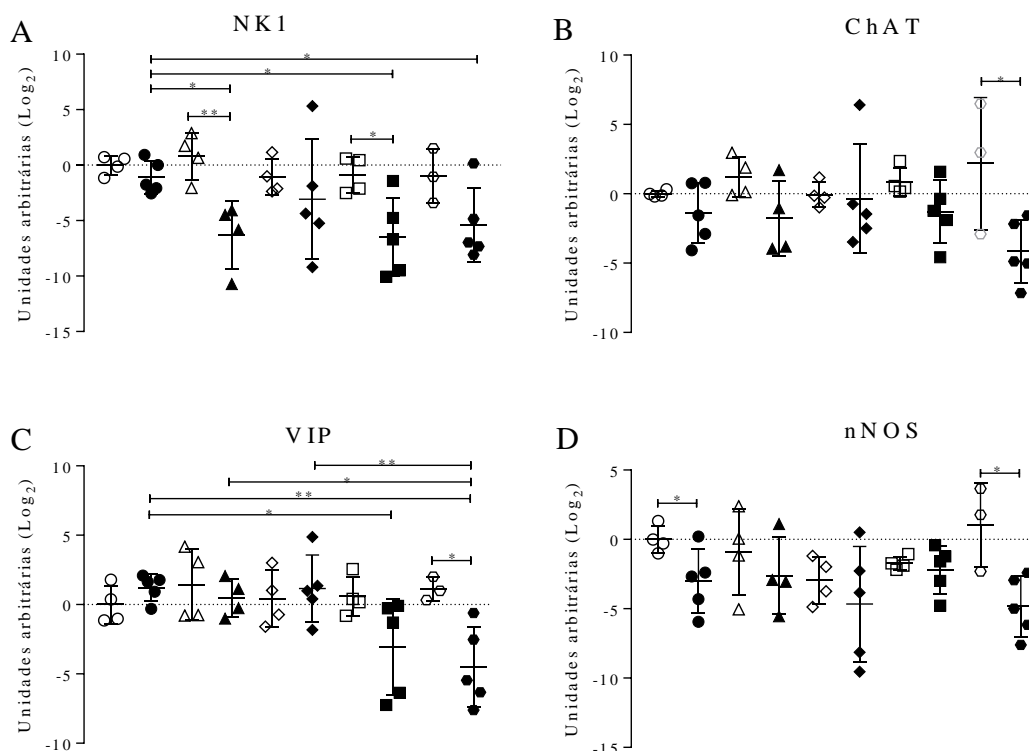 A
NK1
Unidades arbitrárias (Log2)
10
5
0
-5
-10
-15
*
*
*
**
*
B
ChAT
Unidades arbitrárias (Log2)
10
5
0
-5
-10
*
C
VIP
Unidades arbitrárias (Log2)
10
5
0
-5
-10
**
*
**
*
*
D
nNOS
Unidades arbitrárias (Log2)
5
0
-5
-10
-15
*
*